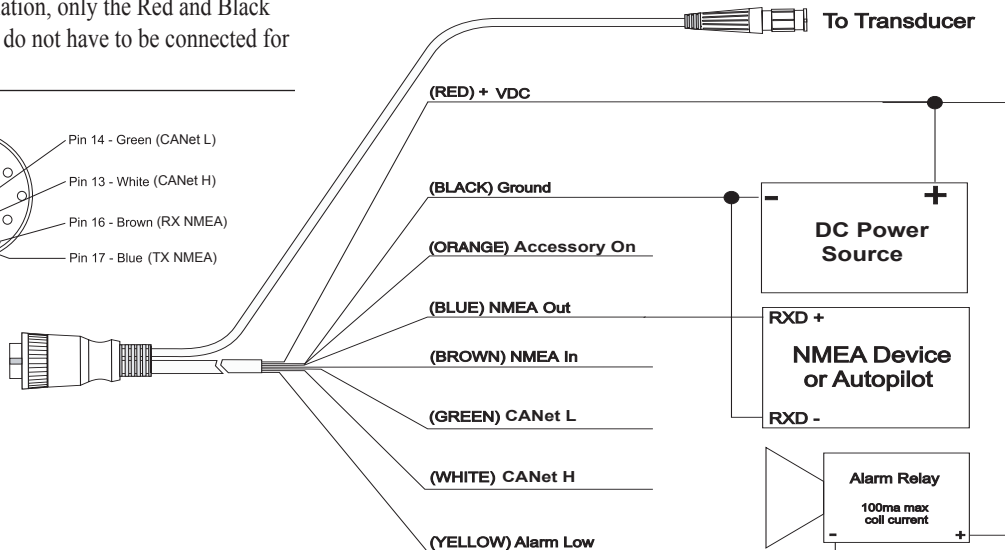 ation, only the Red and Black
do not have to be connected for
To Transducer
(RED) + VDC
Pin 14 - Green (CANet L)
Pin 13 - White (CANet H)
Pin 16 - Brown (RX NMEA)
Pin 17 - Blue (TX NMEA)
(BLACK) Ground
- +
DC Power
Source
(ORANGE) Accessory On
(BLUE) NMEA Out
RXD +
NMEA Device
or Autopilot
RXD -
(BROWN) NMEA In
(GREEN) CANet L
(WHITE) CANet H
Alarm Relay
100ma max
coil current
- +
(YELLOW) Alarm Low